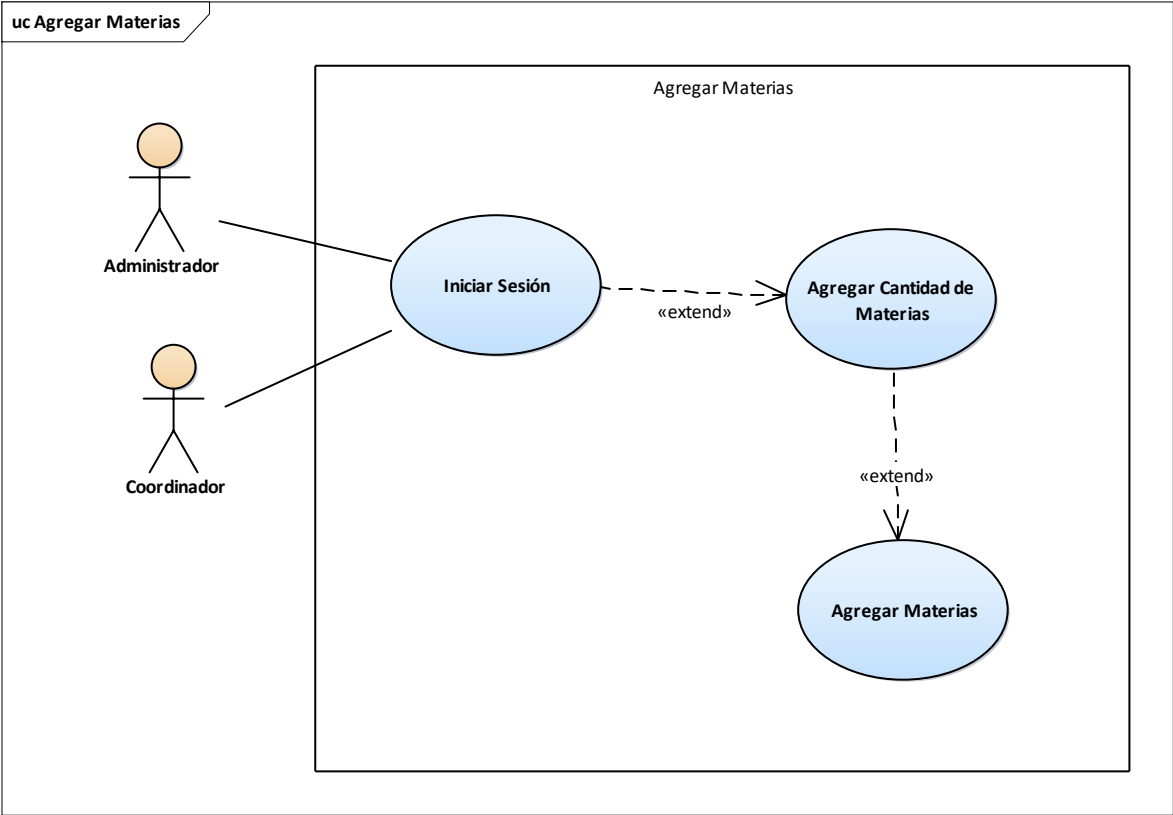 uc Agregar Materias
Agregar Materias
Administrador
Iniciar Sesión
«extend»
Agregar Cantidad de
Materias
Coordinador
«extend»
Agregar Materias